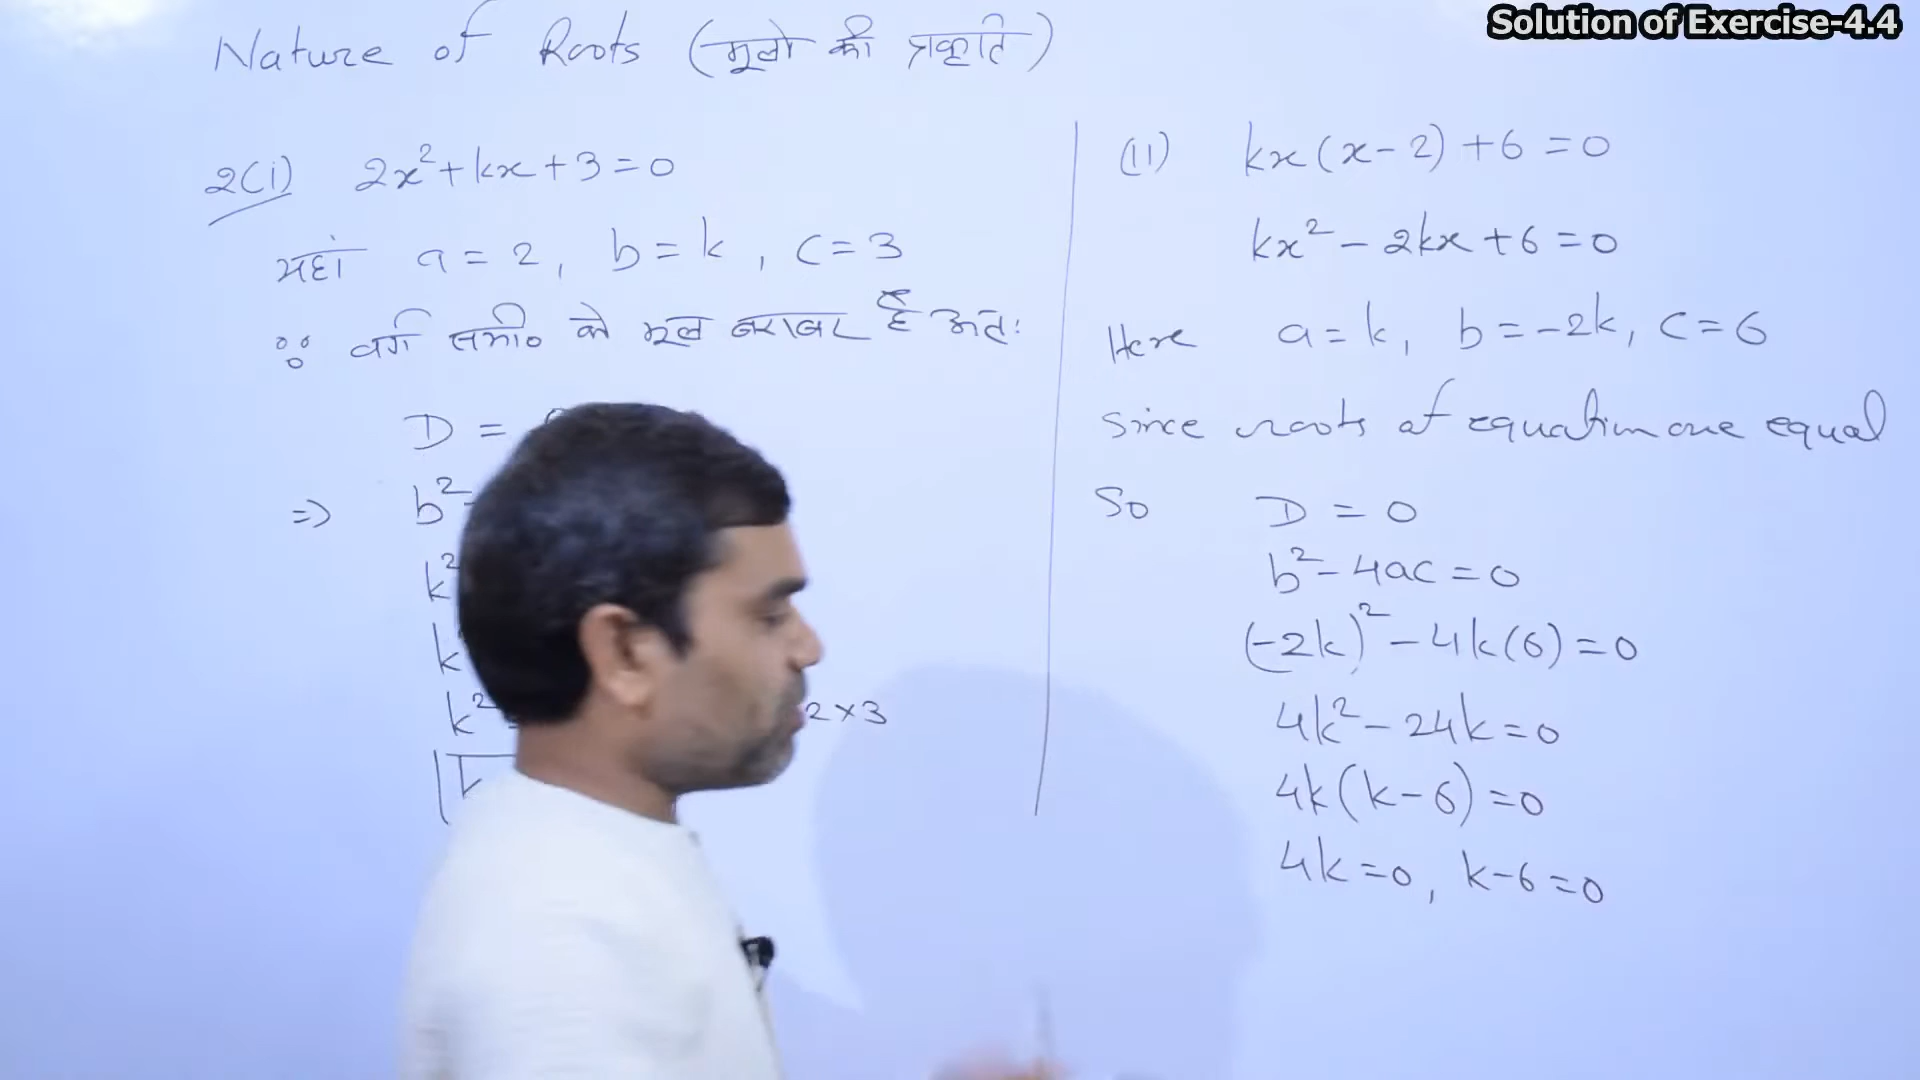 Solution of Exercise-4.4
Nature of Roots (मूलो की प्रकृति)
2(i) 2x²+kx+3=0
यहां a=2, b=k, c=3
∵ वर्ग समी० के मूल बराबर है अतः
D =
⇒ b²
k²
k
k² 2×3
k
(ii) kx(x-2)+6=0
kx²-2kx+6=0
Here a=k, b=-2k, c=6
Since roots of equation are equal
So D=0
b²-4ac=0
(-2k)²-4k(6)=0
4k²-24k=0
4k(k-6)=0
4k=0, k-6=0